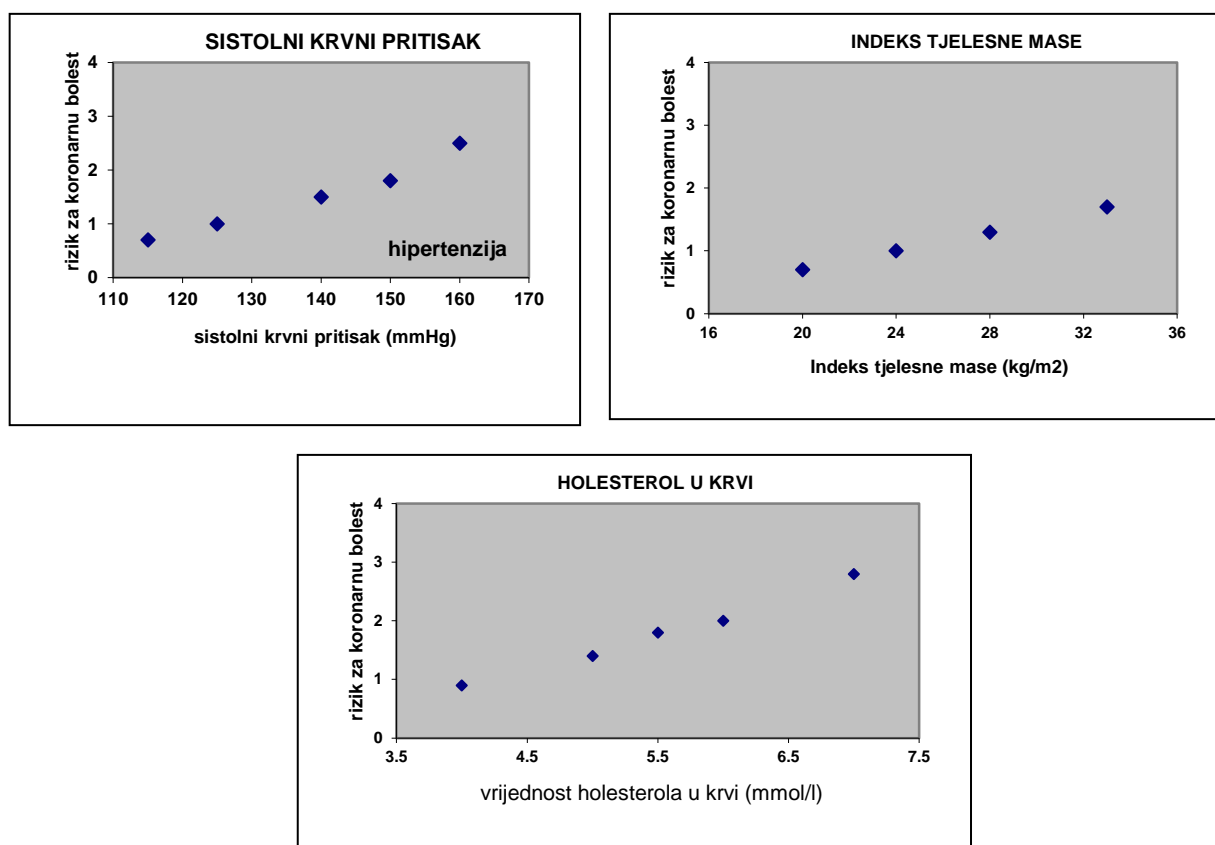 SISTOLNI KRVNI PRITISAK
rizik za koronarnu bolest
4
3
2
1
0
hipertenzija
110 120 130 140 150 160 170
sistolni krvni pritisak (mmHg)
INDEKS TJELESNE MASE
rizik za koronarnu bolest
4
3
2
1
0
16 20 24 28 32 36
Indeks tjelesne mase (kg/m2)
HOLESTEROL U KRVI
rizik za koronarnu bolest
4
3
2
1
0
3.5 4.5 5.5 6.5 7.5
vrijednost holesterola u krvi (mmol/l)